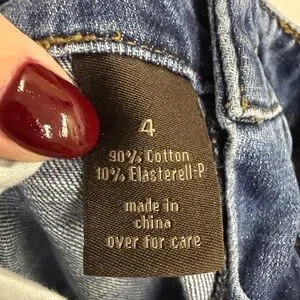 4
90% Cotton
10% Elasterell-P
made in
china
over for care